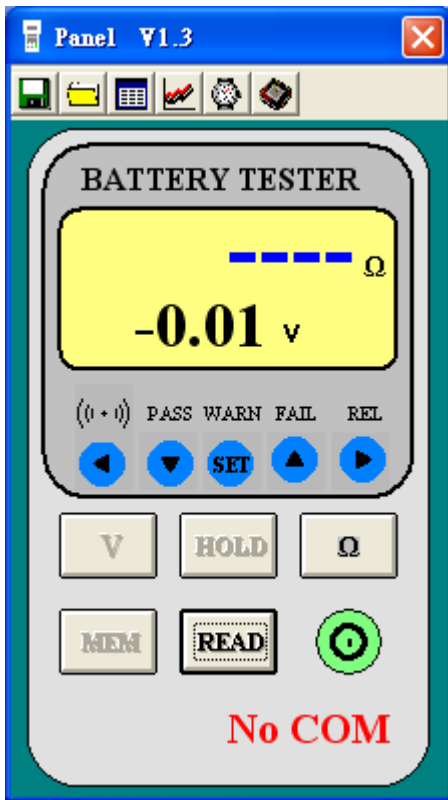 Panel V1.3
BATTERY TESTER
---- Ω
-0.01 V
((•)) PASS WARN FAIL REL
SET
V HOLD Ω
MEM READ
No COM